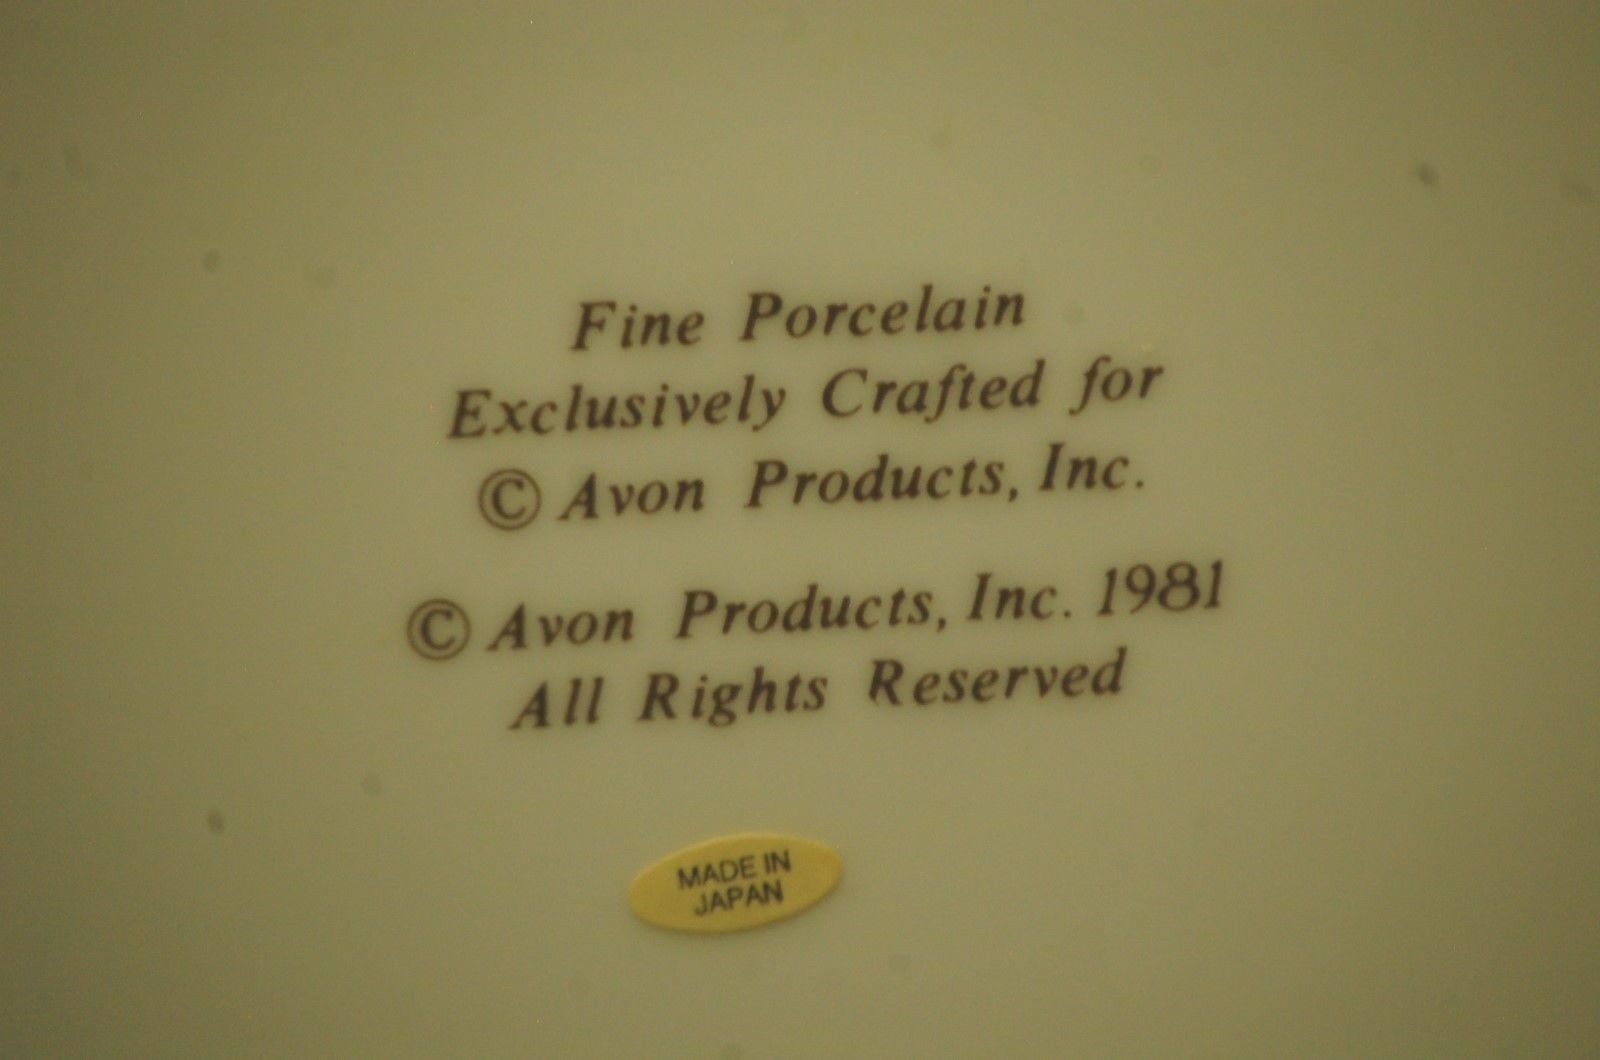 Fine Porcelain
Exclusively Crafted for
© Avon Products, Inc.
© Avon Products, Inc. 1981
All Rights Reserved
MADE IN
JAPAN